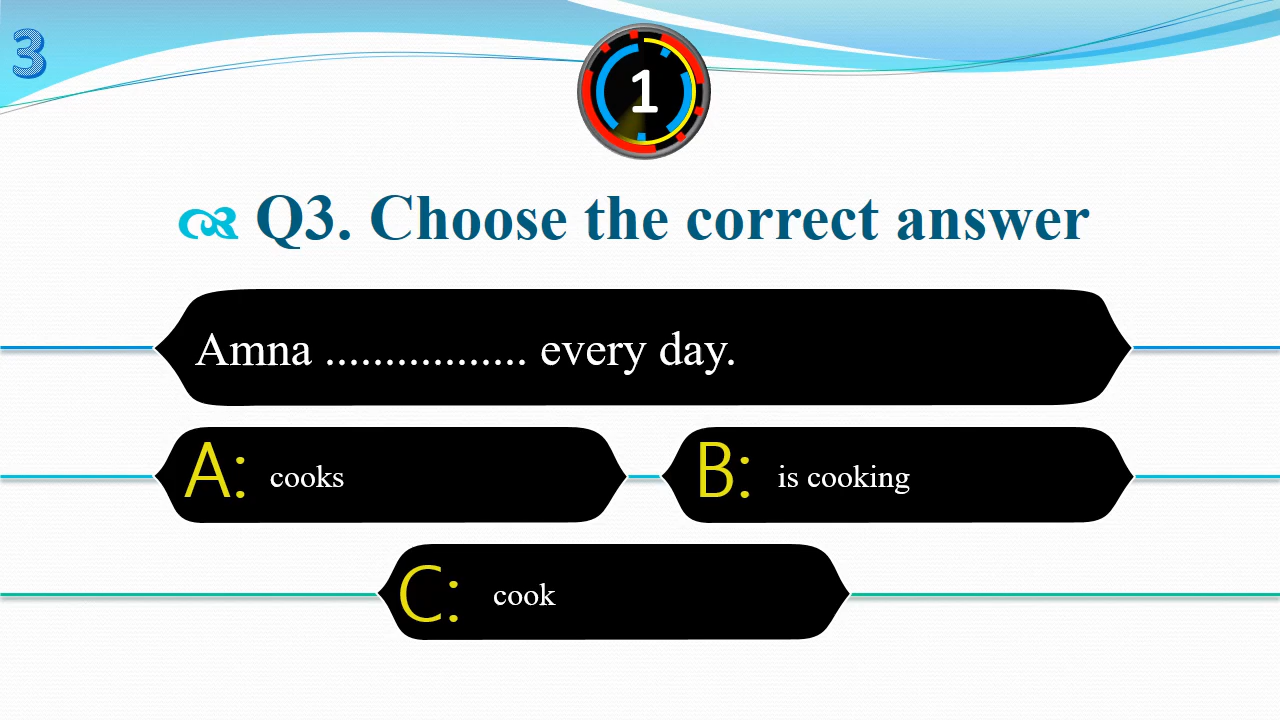 3
1
Q3. Choose the correct answer
Amna ................. every day.
A: cooks
B: is cooking
C: cook